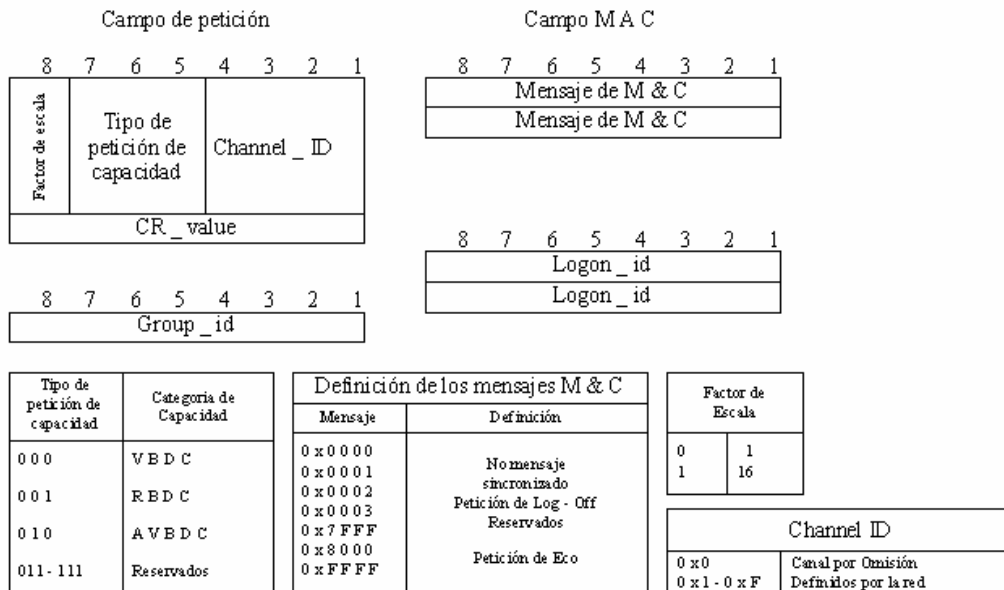 Campo de petición
8 7 6 5 4 3 2 1
Factor de escala
Tipo de
petición de
capacidad
Channel _ ID
CR _ value
8 7 6 5 4 3 2 1
Group _ id
Campo M A C
8 7 6 5 4 3 2 1
Mensaje de M & C
Mensaje de M & C
8 7 6 5 4 3 2 1
Logon _ id
Logon _ id
Tipo de
petición de
capacidad
Categoria de
Capacidad
0 0 0 V B D C
0 0 1 R B D C
0 1 0 A V B D C
011 - 111 Reservados
Definición de los mensajes M & C
Mensaje Definición
0 x 0 0 0 0
0 x 0 0 0 1
0 x 0 0 0 2
0 x 0 0 0 3
0 x 7 F F F
0 x 8 0 0 0
0 x F F F F
No mensaje
sincronizado
Petición de Log - Off
Reservados
Petición de Eco
Factor de
Escala
0 1
1 16
Channel ID
0 x 0 Canal por Omisión
0 x 1 - 0 x F Definidos por la red